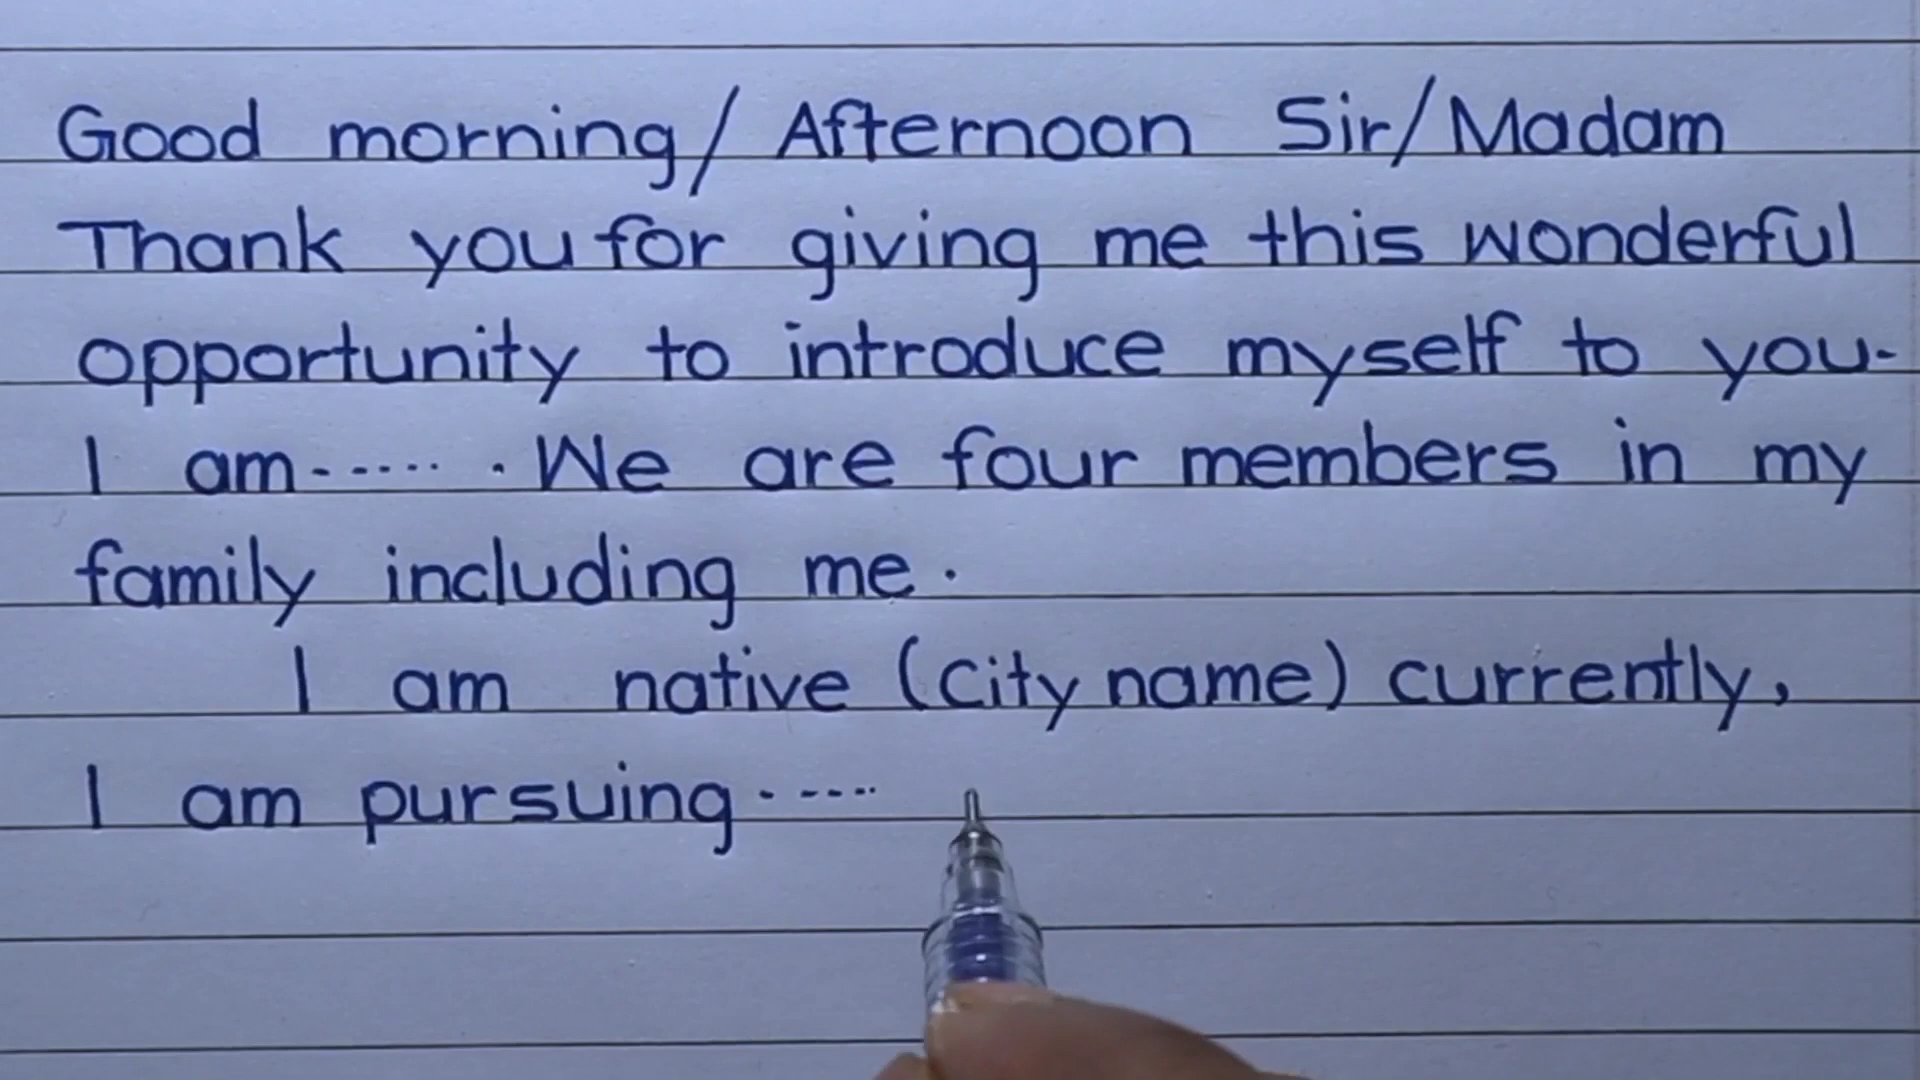 Good morning/ Afternoon Sir/Madam
Thank you for giving me this wonderful
opportunity to introduce myself to you-
I am------ . We are four members in my
family including me.
I am native (city name) currently,
I am pursuing-----